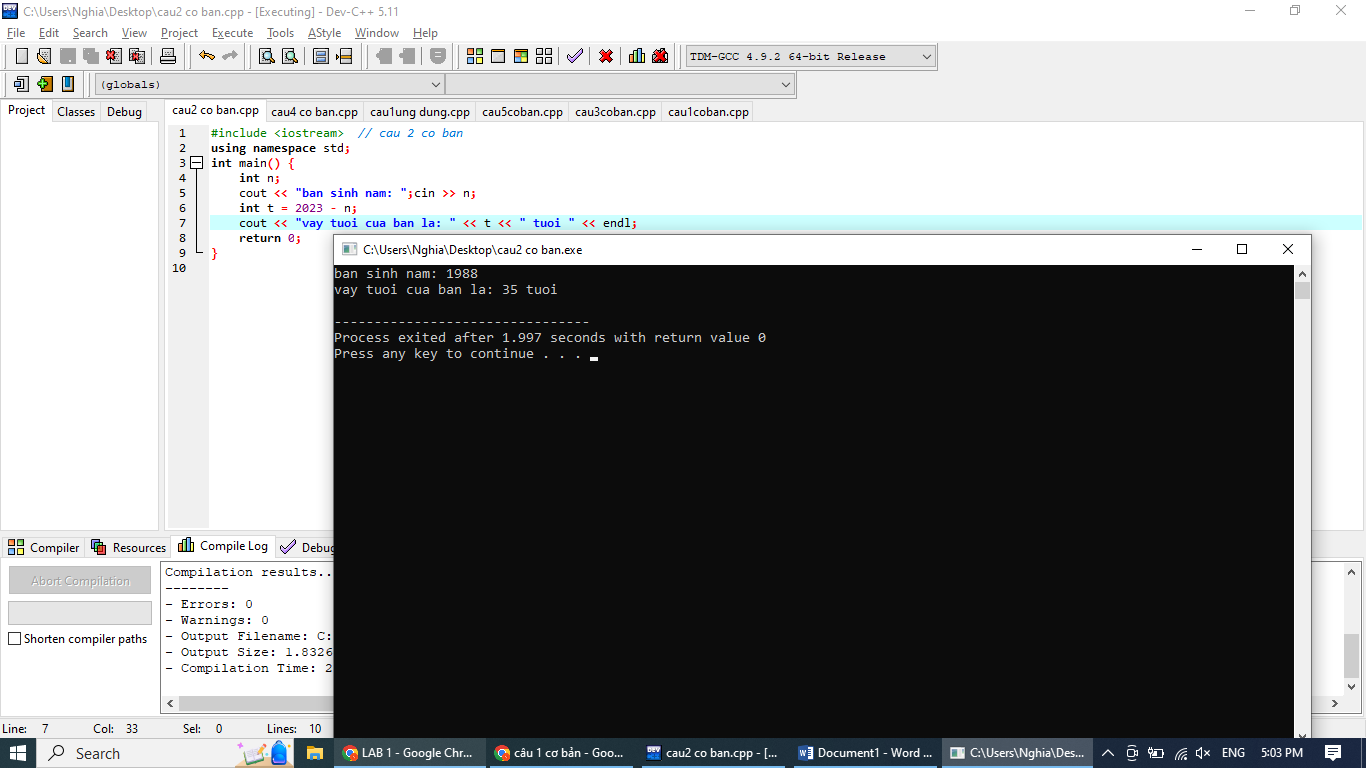 C:\Users\Nghia\Desktop\cau2 co ban.cpp - [Executing] - Dev-C++ 5.11
File Edit Search View Project Execute Tools AStyle Window Help
TDM-GCC 4.9.2 64-bit Release
(globals)
Project Classes Debug
cau2 co ban.cpp cau4 co ban.cpp cau1ung dung.cpp cau5coban.cpp cau3coban.cpp cau1coban.cpp
1 #include <iostream> // cau 2 co ban
2 using namespace std;
3 int main() {
4 int n;
5 cout << "ban sinh nam: ";cin >> n;
6 int t = 2023 - n;
7 cout << "vay tuoi cua ban la: " << t << " tuoi " << endl;
8 return 0;
9 }
10
C:\Users\Nghia\Desktop\cau2 co ban.exe
ban sinh nam: 1988
vay tuoi cua ban la: 35 tuoi
--------------------------------
Process exited after 1.997 seconds with return value 0
Press any key to continue . . .
Compiler Resources Compile Log Debug
Abort Compilation
Shorten compiler paths
Compilation results..
--------
- Errors: 0
- Warnings: 0
- Output Filename: C:
- Output Size: 1.8326
- Compilation Time: 2
Line: 7 Col: 33 Sel: 0 Lines: 10
Search
LAB 1 - Google Chr...
câu 1 cơ bản - Goo...
cau2 co ban.cpp - [...
Document1 - Word ...
C:\Users\Nghia\Des...
ENG 5:03 PM